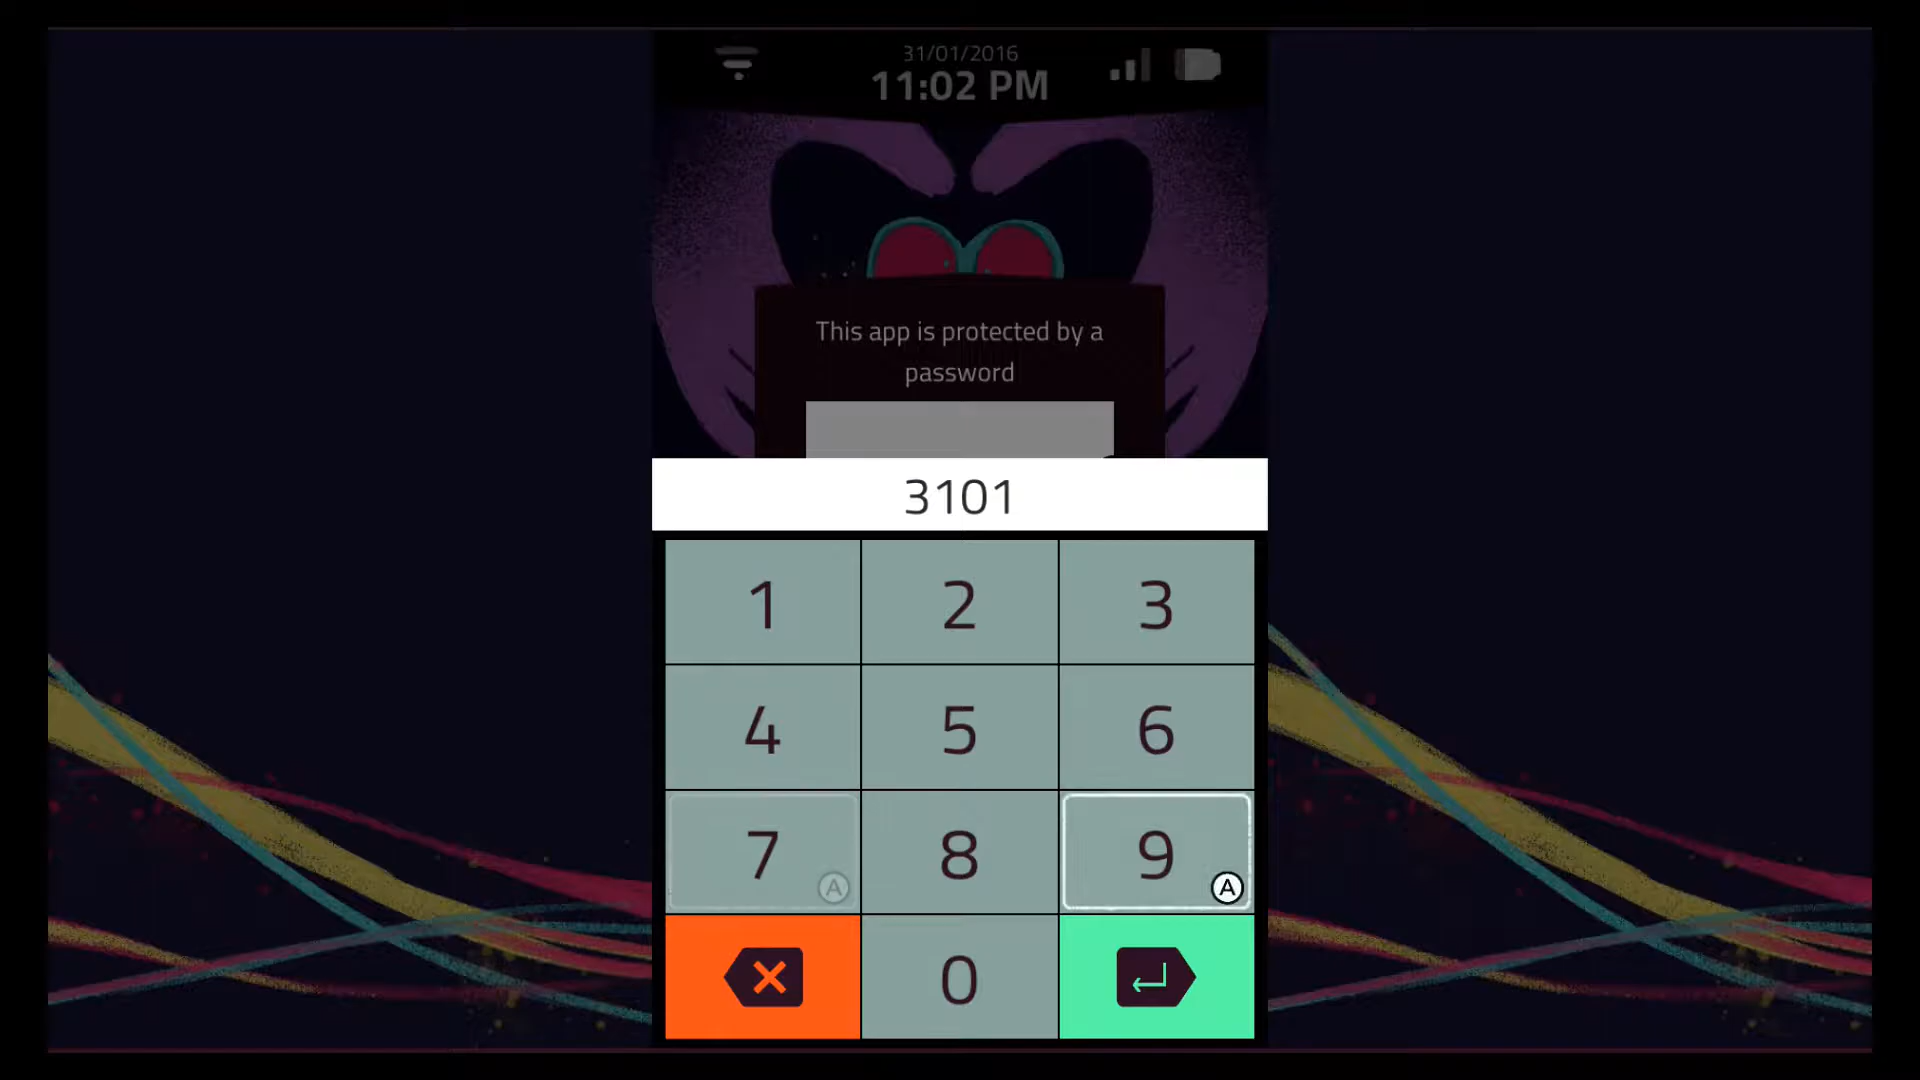 31/01/2016
11:02 PM
This app is protected by a
password
3101
1 2 3
4 5 6
7 A 8 9 A
0